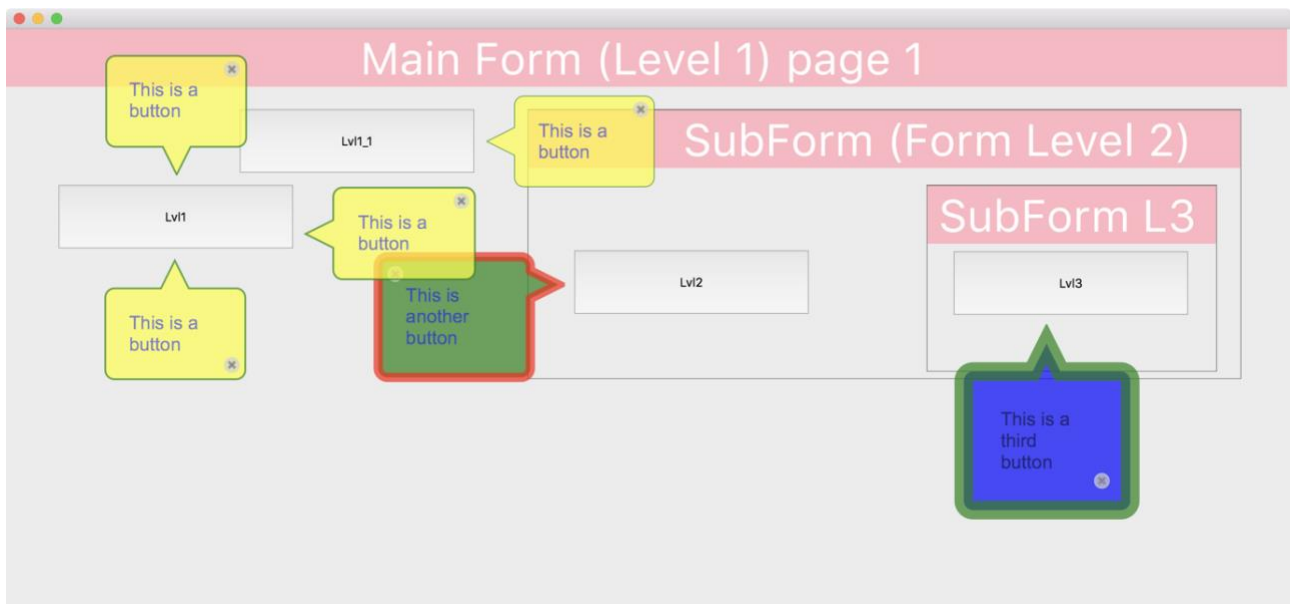 Main Form (Level 1) page 1
This is a
button
Lvl1_1
This is a
button
SubForm (Form Level 2)
Lvl1
This is a
button
SubForm L3
This is
another
button
Lvl2
Lvl3
This is a
button
This is a
third
button